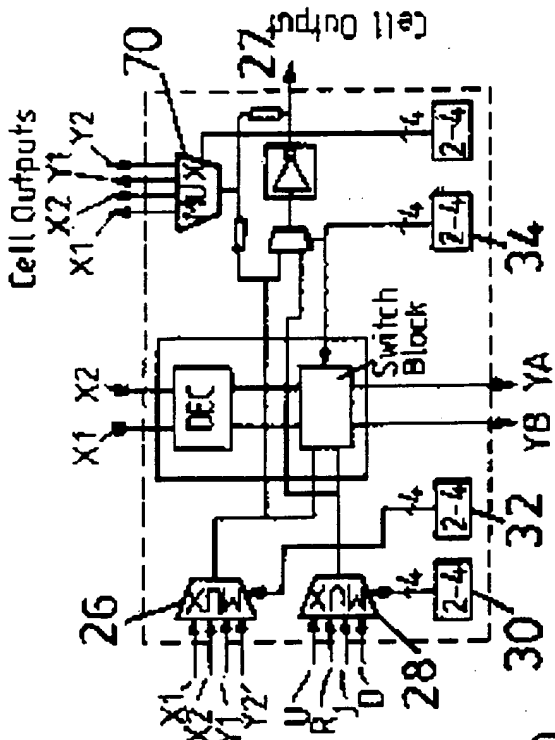 Cell Outputs
X1 X2 Y1 Y2
70
MUX
Cell Output
27
X1 X2
DEC
Switch
Block
26
MUX
X1
X2
Y1
Y2
U
R
J
D
MUX
28
4
2-4
30
4
2-4
32
YB YA
4
2-4
34
4
2-4